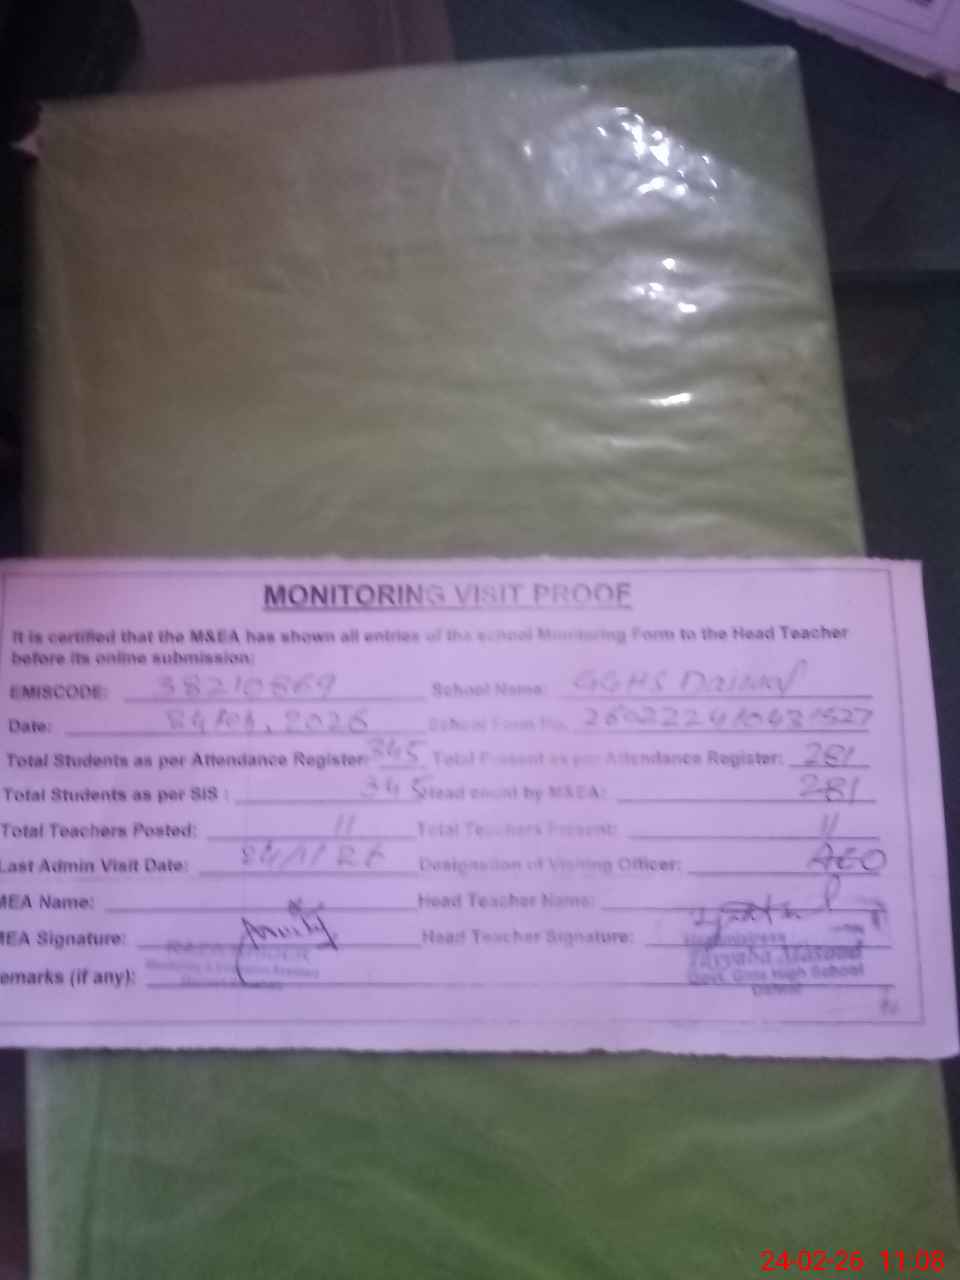 MONITORING VISIT PROOF
It is certified that the M&EA has shown all entries of the school Monitoring Form to the Head Teacher
before its online submission:
EMISCODE: 38210869 School Name: GGHS
Date: 2026 School Form No.
Total Students as per Attendance Register: 345 Total Present as per Attendance Register: 281
Total Students as per SIS : 345 Head count by M&EA: 281
Total Teachers Posted: 11 Total Teachers Present: 11
Last Admin Visit Date: Designation of Visiting Officer: AEO
MEA Name: Head Teacher Name:
MEA Signature: Head Teacher Signature:
emarks (if any):
Masood
Govt. Girls High School
24-02-26 11:08